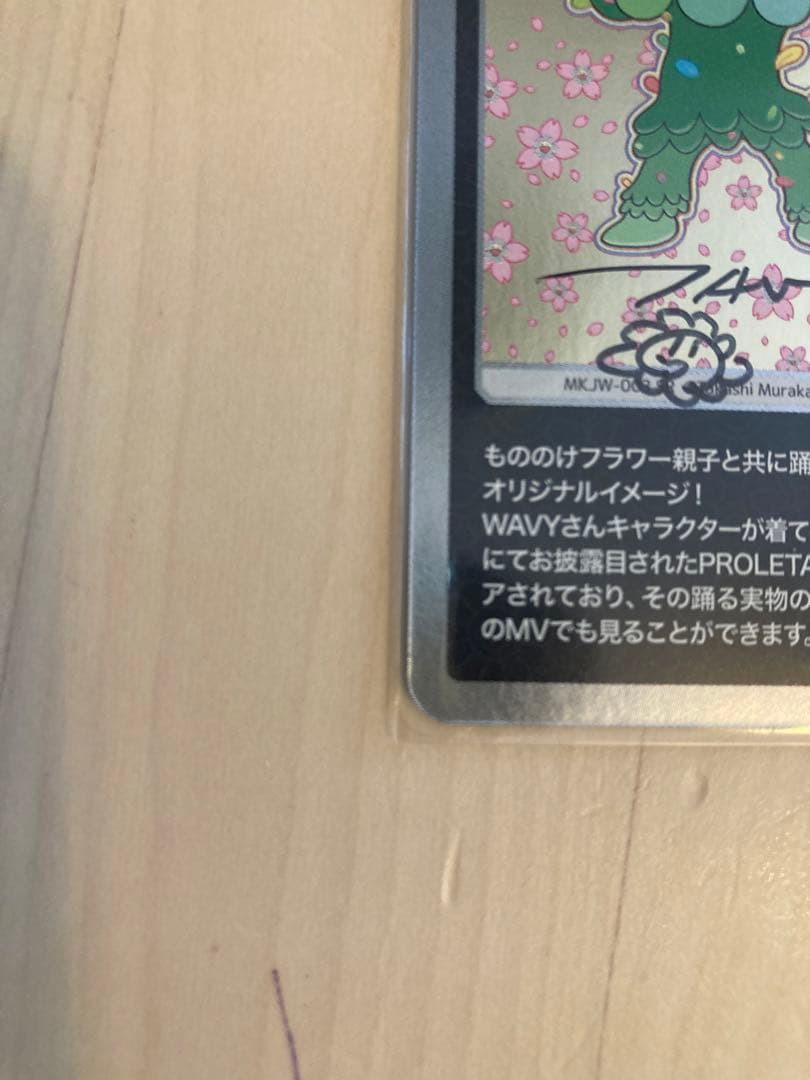 MKJW-003 SR Takashi Muraka
もののけフラワー親子と共に踊
オリジナルイメージ！
WAVYさんキャラクターが着て
にてお披露目されたPROLETA
アされており、その踊る実物の
のMVでも見ることができます。